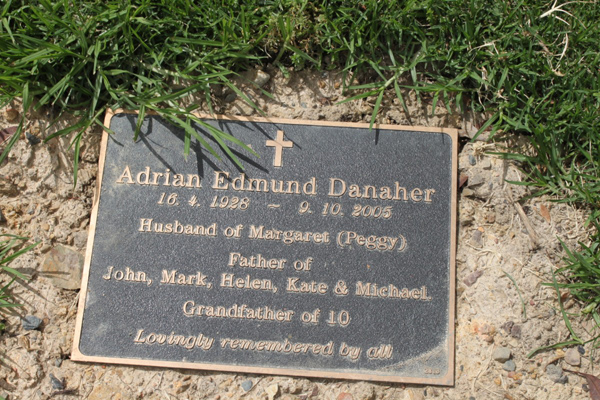 Adrian Edmund Danaher
16. 4. 1928 – 9. 10. 2005
Husband of Margaret (Peggy)
Father of
John, Mark, Helen, Kate & Michael
Grandfather of 10
Lovingly remembered by all